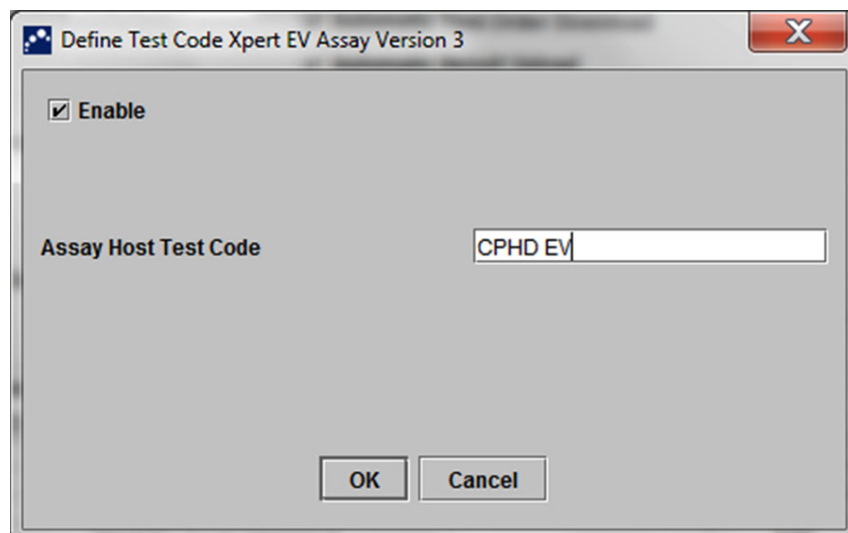 Define Test Code Xpert EV Assay Version 3
Enable
Assay Host Test Code
CPHD EV
OK
Cancel